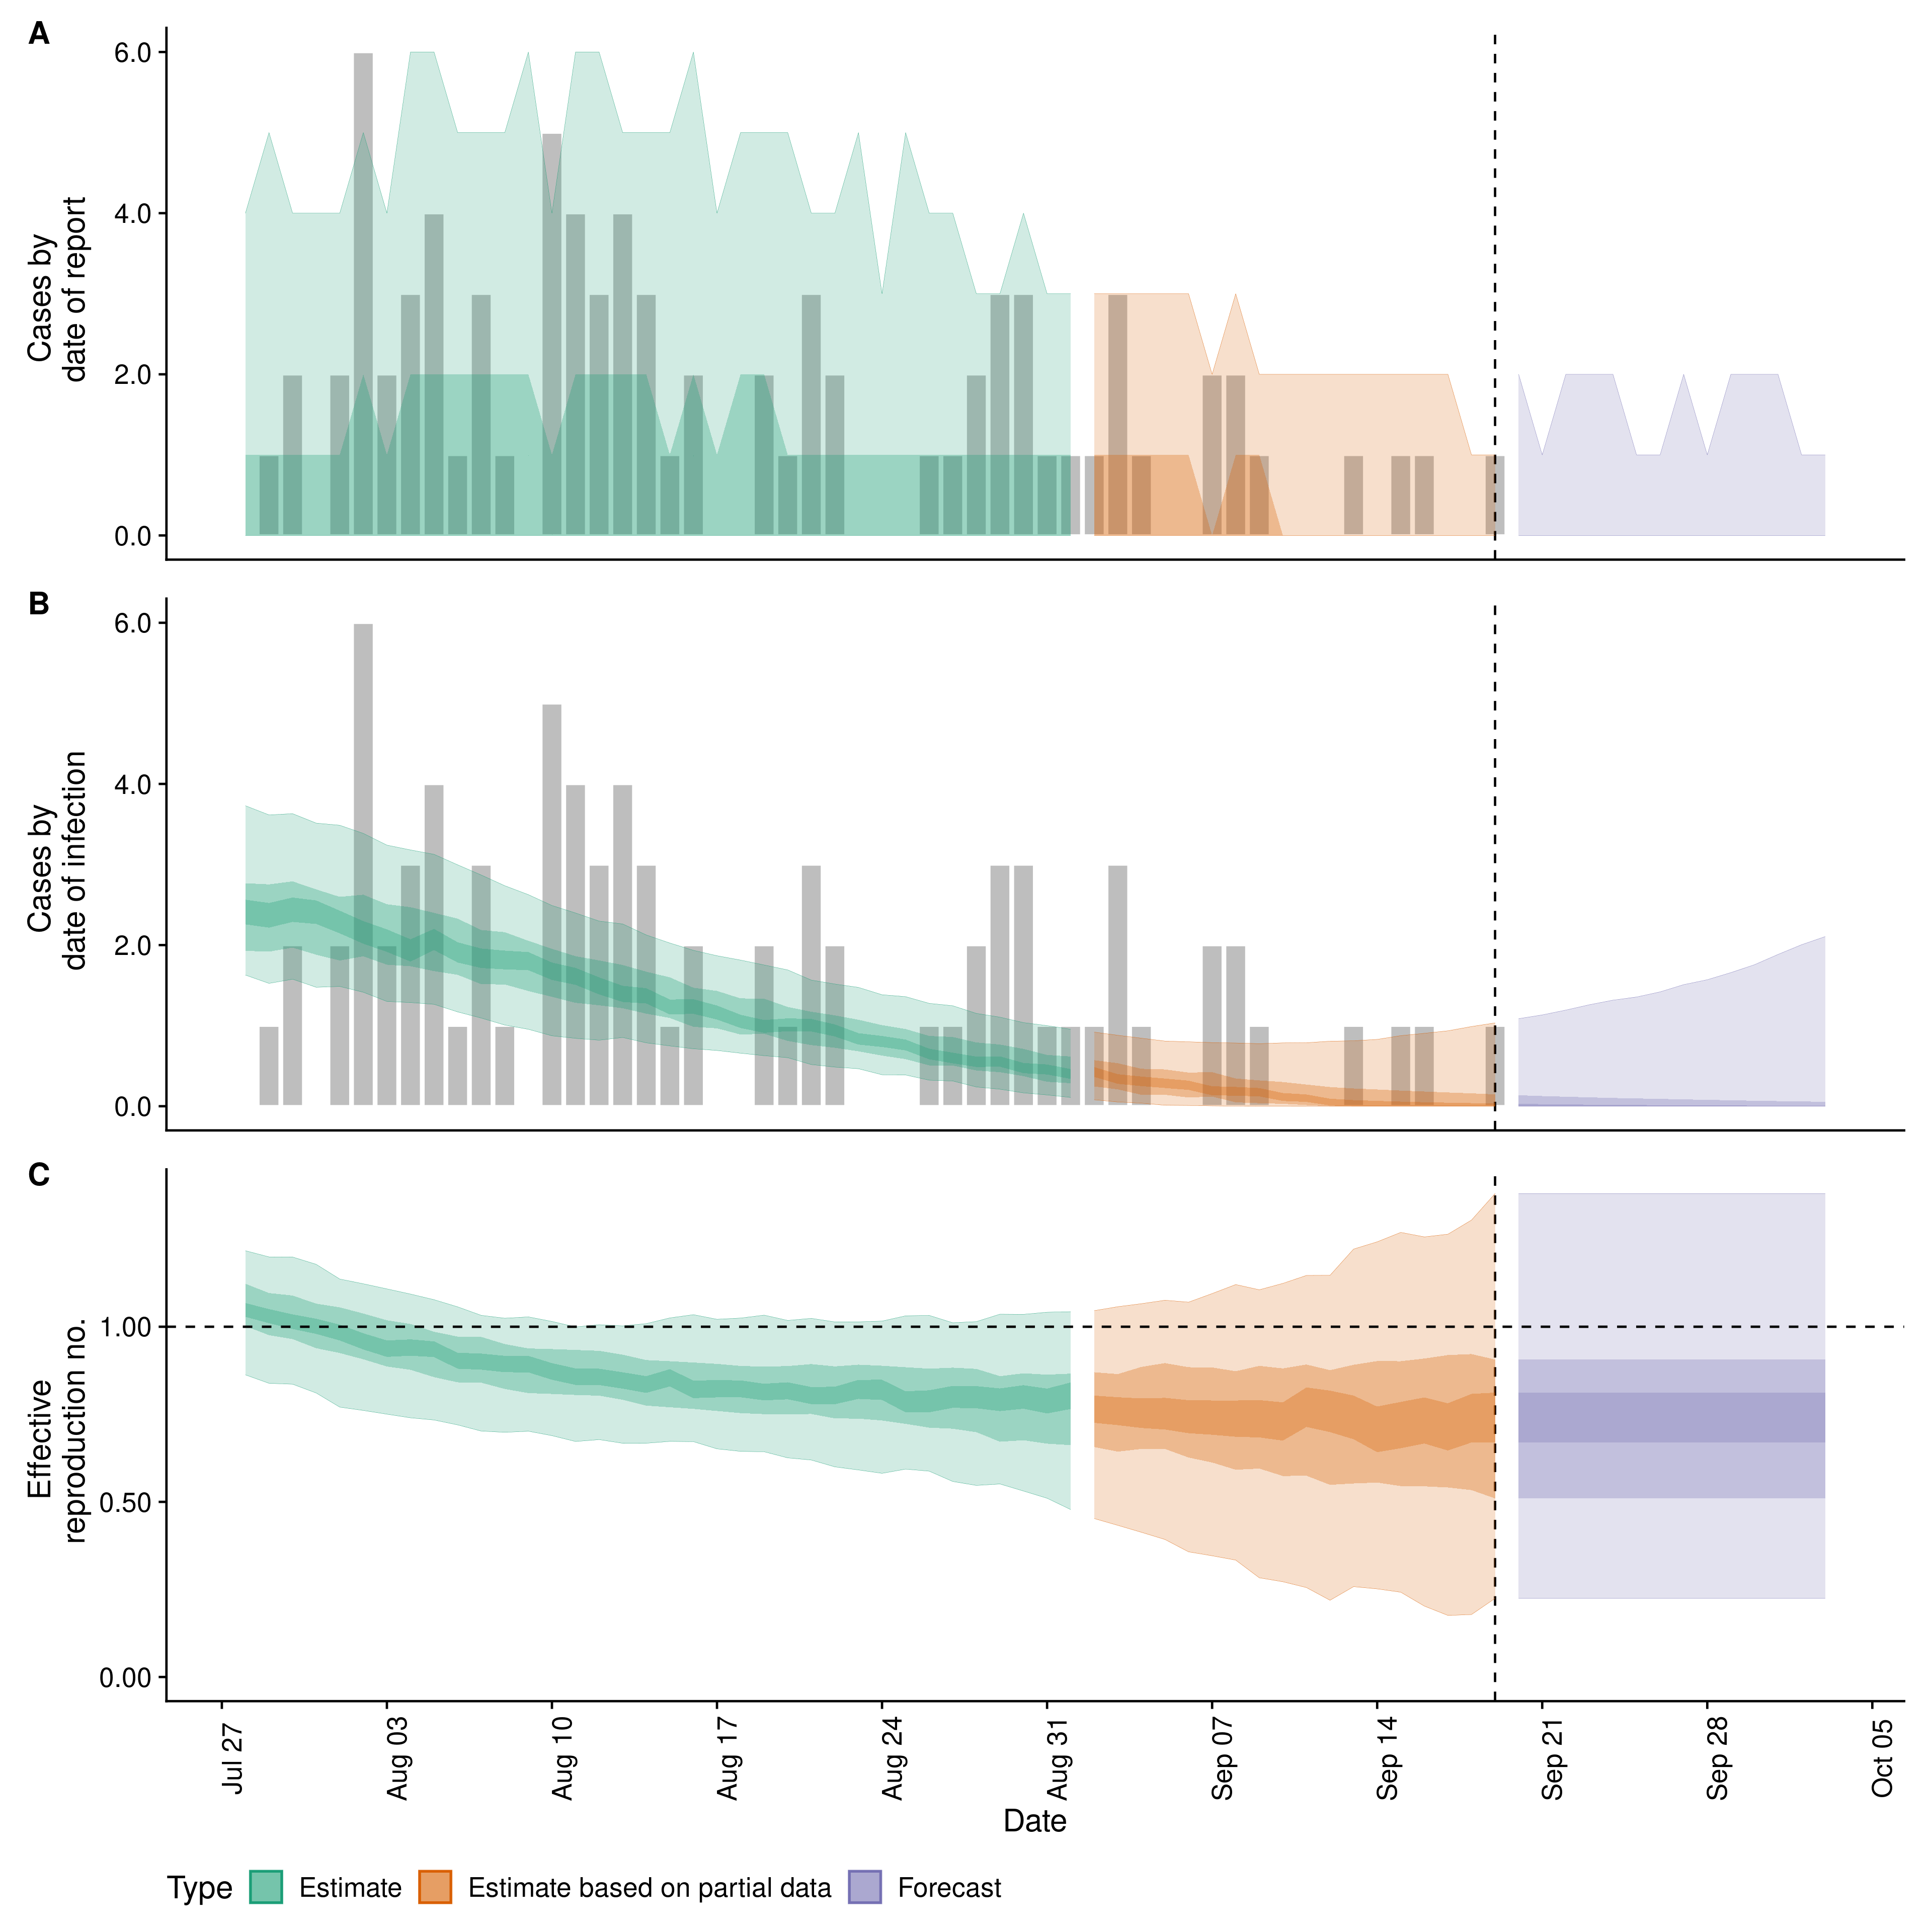 A
Cases by
date of report
6.0
4.0
2.0
0.0
B
Cases by
date of infection
6.0
4.0
2.0
0.0
C
Effective
reproduction no.
1.00
0.50
0.00
Jul 27
Aug 03
Aug 10
Aug 17
Aug 24
Aug 31
Sep 07
Sep 14
Sep 21
Sep 28
Oct 05
Date
Type Estimate Estimate based on partial data Forecast